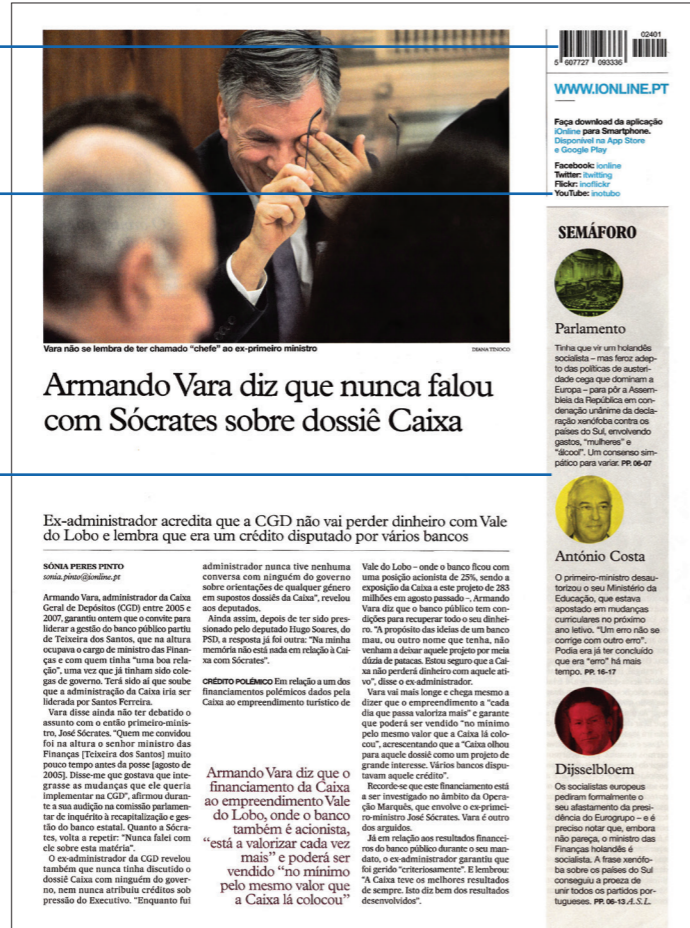 Vara não se lembra de ter chamado "chefe" ao ex-primeiro ministro
DIANA TINOCO
Armando Vara diz que nunca falou
com Sócrates sobre dossiê Caixa
Ex-administrador acredita que a CGD não vai perder dinheiro com Vale
do Lobo e lembra que era um crédito disputado por vários bancos
SÓNIA PERES PINTO
sonia.pinto@ionline.pt
Armando Vara, administrador da Caixa
Geral de Depósitos (CGD) entre 2005 e
2007, garantiu ontem que o convite para
liderar a gestão do banco público partiu
de Teixeira dos Santos, que na altura
ocupava o cargo de ministro das Finan-
ças e com quem tinha "uma boa rela-
ção", uma vez que já tinham sido cole-
gas de governo. Terá sido aí que soube
que a administração da Caixa iria ser
liderada por Santos Ferreira.
Vara disse ainda não ter debatido o
assunto com o então primeiro-minis-
tro, José Sócrates. "Quem me convidou
foi na altura o senhor ministro das
Finanças [Teixeira dos Santos] muito
pouco tempo antes da posse [agosto de
2005]. Disse-me que gostava que inte-
grasse as mudanças que ele queria
implementar na CGD", afirmou duran-
te a sua audição na comissão parlamen-
tar de inquérito à recapitalização e ges-
tão do banco estatal. Quanto a Sócra-
tes, volta a repetir: "Nunca falei com
ele sobre esta matéria".
O ex-administrador da CGD revelou
também que nunca tinha discutido o
dossiê Caixa com ninguém do gover-
no, nem nunca atribuiu créditos sob
pressão do Executivo. "Enquanto fui
administrador nunca tive nenhuma
conversa com ninguém do governo
sobre orientações de qualquer género
em supostos dossiês da Caixa", revelou
aos deputados.
Ainda assim, depois de ter sido pres-
sionado pelo deputado Hugo Soares, do
PSD, a resposta já foi outra: "Na minha
memória não está nada em relação à Cai-
xa com Sócrates".
CRÉDITO POLÉMICO Em relação a um dos
financiamentos polémicos dados pela
Caixa ao empreendimento turístico de
Armando Vara diz que o
financiamento da Caixa
ao empreendimento Vale
do Lobo, onde o banco
também é acionista,
"está a valorizar cada vez
mais" e poderá ser
vendido "no mínimo
pelo mesmo valor que
a Caixa lá colocou"
Vale do Lobo – onde o banco ficou com
uma posição acionista de 25%, sendo a
exposição da Caixa a este projeto de 283
milhões em agosto passado –, Armando
Vara diz que o banco público tem con-
dições para recuperar todo o seu dinhei-
ro. "A propósito das ideias de um banco
mau, ou outro nome que tenha, não
venham a deixar aquele projeto por meia
dúzia de patacas. Estou seguro que a Cai-
xa não perderá dinheiro com aquele ati-
vo", disse o ex-administrador.
Vara vai mais longe e chega mesmo a
dizer que o empreendimento a "cada
dia que passa valoriza mais" e garante
que poderá ser vendido "no mínimo
pelo mesmo valor que a Caixa lá colo-
cou", acrescentando que a "Caixa olhou
para aquele dossiê como um projeto de
grande interesse. Vários bancos dispu-
tavam aquele crédito".
Recorde-se que este financiamento está
a ser investigado no âmbito da Opera-
ção Marquês, que envolve o ex-primei-
ro-ministro José Sócrates. Vara é outro
dos arguidos.
Já em relação aos resultados financei-
ros do banco público durante o seu man-
dato, o ex-administrador garantiu que
foi gerido "criteriosamente". E lembrou:
"A Caixa teve os melhores resultados
de sempre. Isto diz bem dos resultados
desenvolvidos".
02401
5 607727 093336
WWW.IONLINE.PT
Faça download da aplicação
iOnline para Smartphone.
Disponível na App Store
e Google Play
Facebook: ionline
Twitter: itwitting
Flickr: inoflickr
YouTube: inotubo
SEMÁFORO
Parlamento
Tinha que vir um holandês
socialista – mas feroz adep-
to das políticas de austeri-
dade cega que dominam a
Europa – para pôr a Assem-
bleia da República em con-
denação unânime da decla-
ração xenófoba contra os
países do Sul, envolvendo
gastos, "mulheres" e
"álcool". Um consenso sim-
pático para variar. PP. 06-07
António Costa
O primeiro-ministro desau-
torizou o seu Ministério da
Educação, que estava
apostado em mudanças
curriculares no próximo
ano letivo. "Um erro não se
corrige com outro erro".
Podia era já ter concluído
que era "erro" há mais
tempo. PP. 16-17
Dijsselbloem
Os socialistas europeus
pediram formalmente o
seu afastamento da presi-
dência do Eurogrupo – e é
preciso notar que, embora
não pareça, o ministro das
Finanças holandês é
socialista. A frase xenófo-
ba sobre os países do Sul
conseguiu a proeza de
unir todos os partidos por-
tugueses. PP. 06-13 A.S.L.